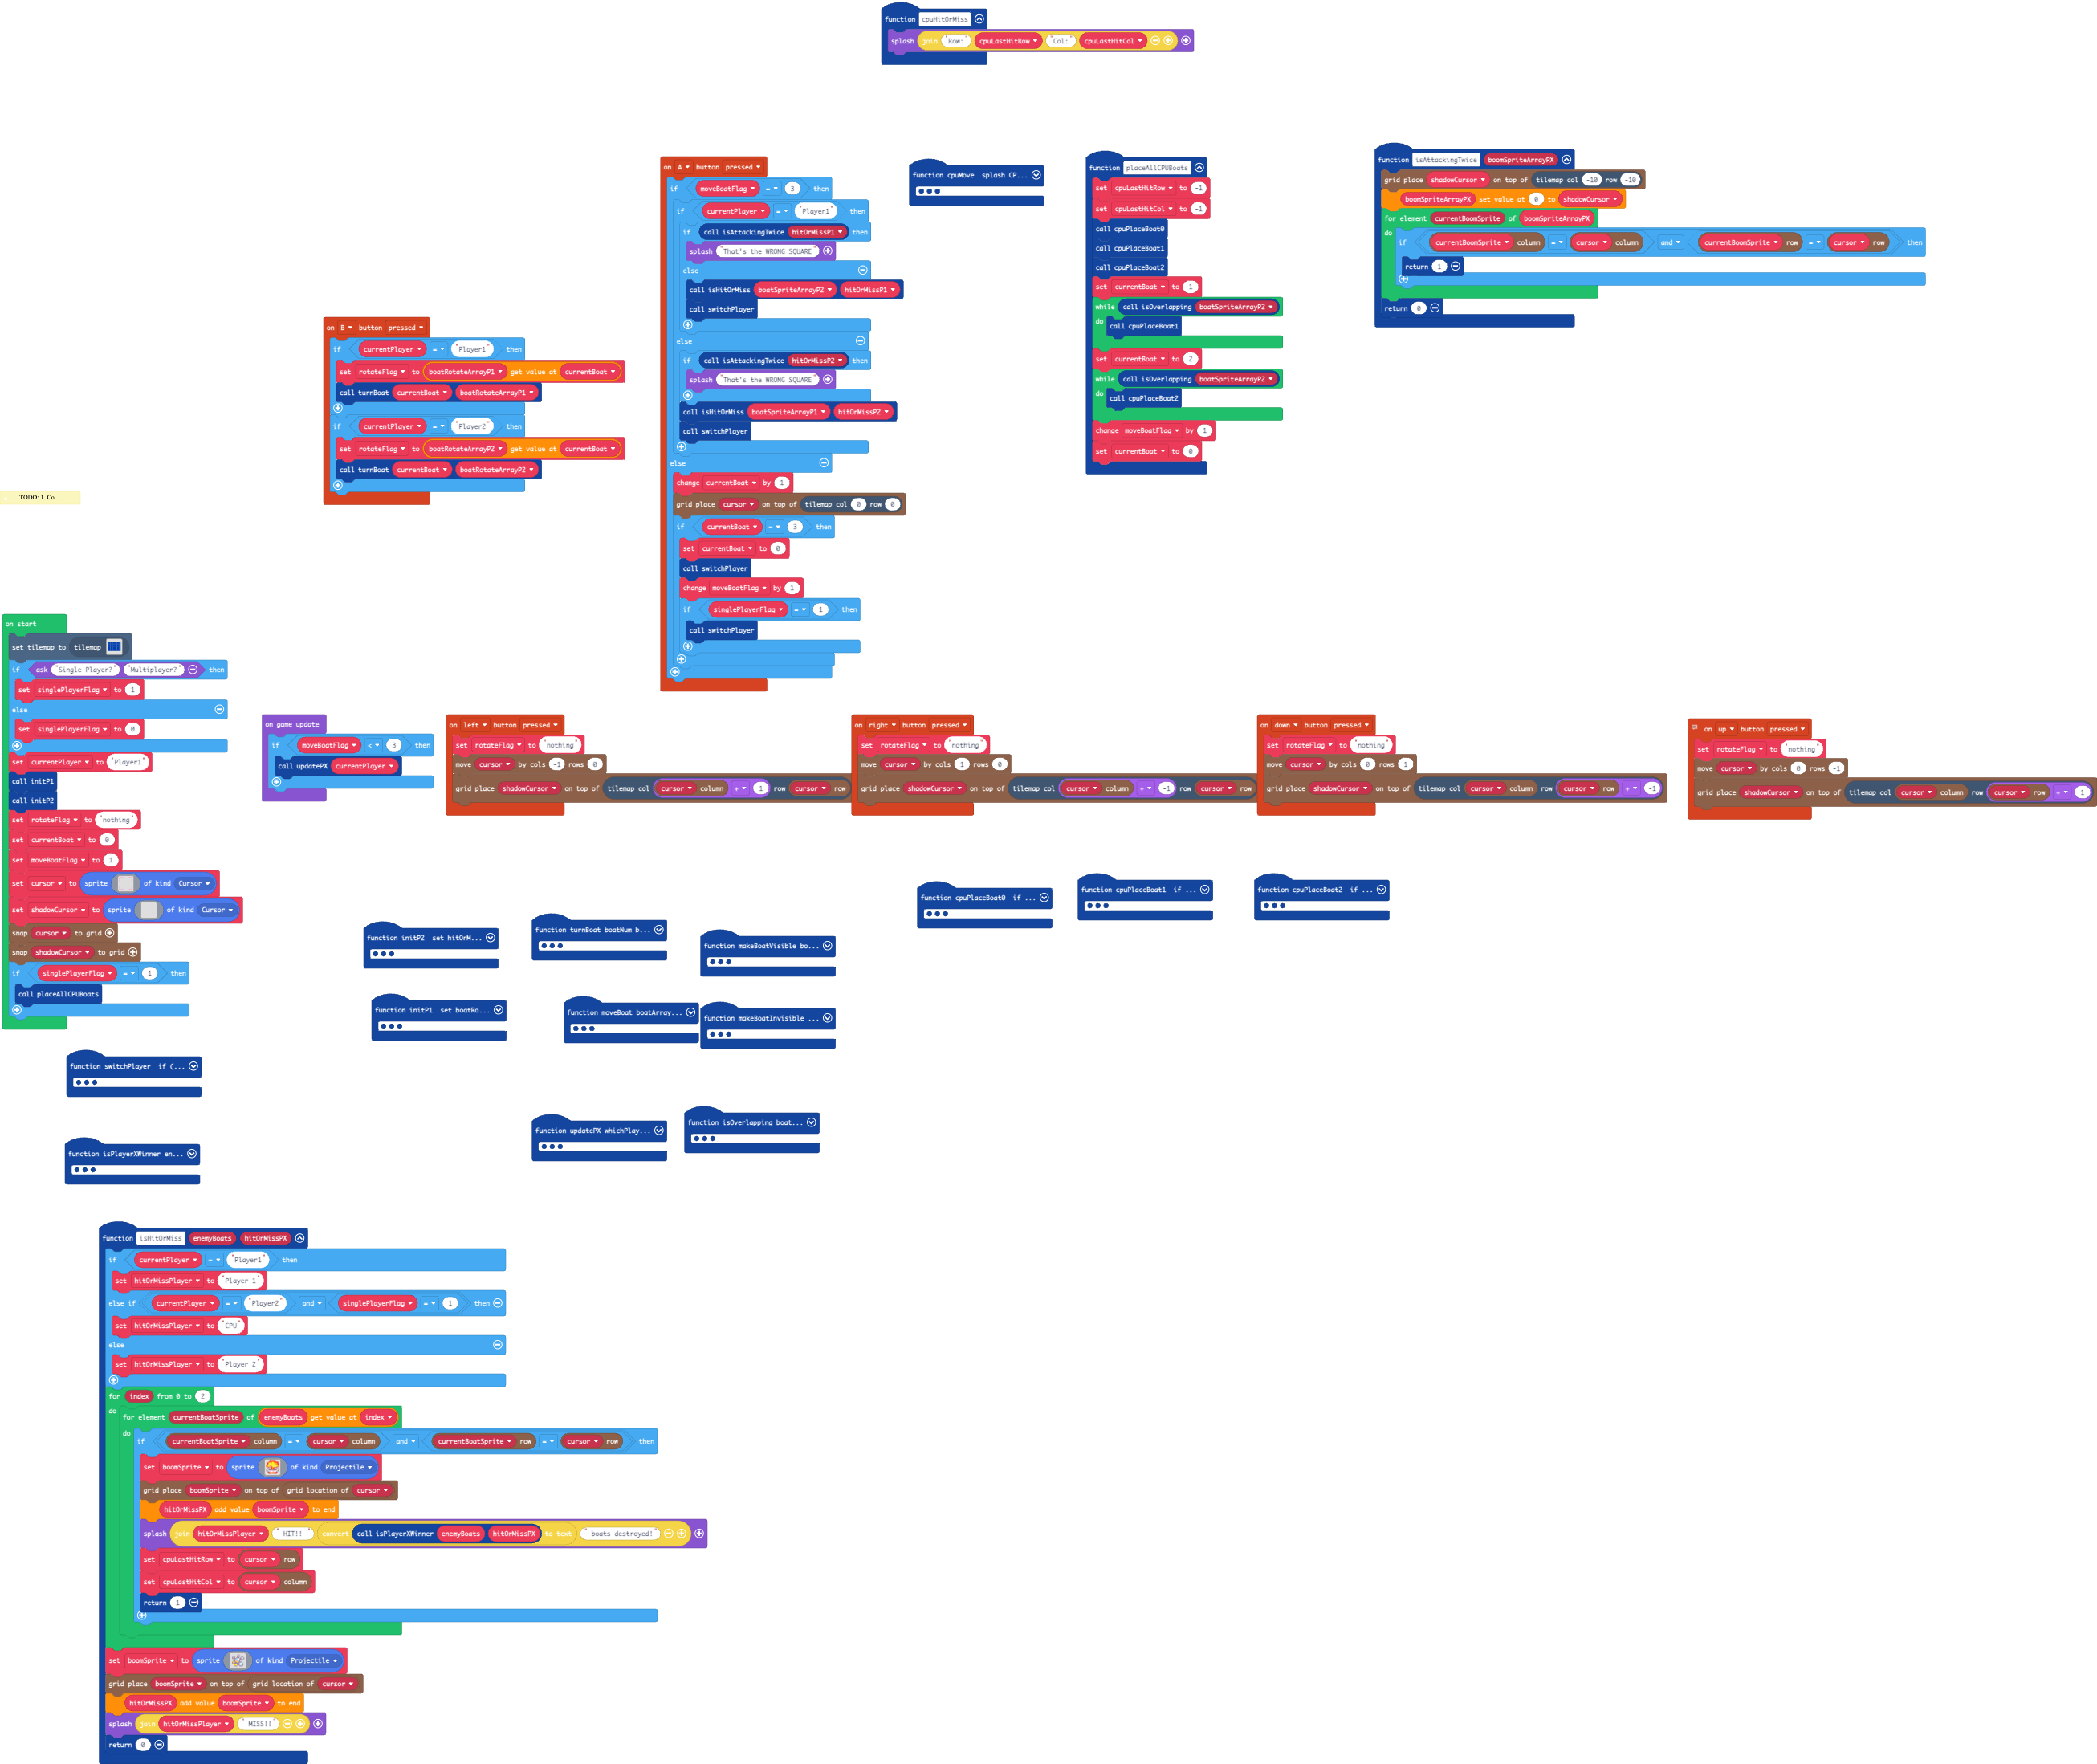 function cpuHitOrMiss
splash join "Row: " cpuLastHitRow "Col: " cpuLastHitCol
on A button pressed
if moveBoatFlag = 3 then
if currentPlayer = "Player1" then
if call isAttackingTwice hitOrMissP1 then
splash "That's the WRONG SQUARE"
else
call isHitOrMiss boatSpriteArrayP2 hitOrMissP1
call switchPlayer
else
if call isAttackingTwice hitOrMissP2 then
splash "That's the WRONG SQUARE"
call isHitOrMiss boatSpriteArrayP1 hitOrMissP2
call switchPlayer
else
change currentBoat by 1
grid place cursor on top of tilemap col 0 row 0
if currentBoat = 3 then
set currentBoat to 0
call switchPlayer
change moveBoatFlag by 1
if singlePlayerFlag = 1 then
call switchPlayer
function cpuMove splash CP...
function placeAllCPUBoats
set cpuLastHitRow to -1
set cpuLastHitCol to -1
call cpuPlaceBoat0
call cpuPlaceBoat1
call cpuPlaceBoat2
set currentBoat to 1
while call isOverlapping boatSpriteArrayP2
do call cpuPlaceBoat1
set currentBoat to 2
while call isOverlapping boatSpriteArrayP2
do call cpuPlaceBoat2
change moveBoatFlag by 1
set currentBoat to 0
function isAttackingTwice boomSpriteArrayPX
grid place shadowCursor on top of tilemap col -10 row -10
boomSpriteArrayPX set value at 0 to shadowCursor
for element currentBoomSprite of boomSpriteArrayPX
do if currentBoomSprite column = cursor column and currentBoomSprite row = cursor row then
return 1
return 0
on B button pressed
if currentPlayer = "Player1" then
set rotateFlag to boatRotateArrayP1 get value at currentBoat
call turnBoat currentBoat boatRotateArrayP1
if currentPlayer = "Player2" then
set rotateFlag to boatRotateArrayP2 get value at currentBoat
call turnBoat currentBoat boatRotateArrayP2
TODO: 1. Co...
on start
set tilemap to tilemap
if ask "Single Player?" "Multiplayer?" then
set singlePlayerFlag to 1
else
set singlePlayerFlag to 0
set currentPlayer to "Player1"
call initP1
call initP2
set rotateFlag to "nothing"
set currentBoat to 0
set moveBoatFlag to 1
set cursor to sprite of kind Cursor
set shadowCursor to sprite of kind Cursor
snap cursor to grid
snap shadowCursor to grid
if singlePlayerFlag = 1 then
call placeAllCPUBoats
on game update
if moveBoatFlag < 3 then
call updatePX currentPlayer
on left button pressed
set rotateFlag to "nothing"
move cursor by cols -1 rows 0
grid place shadowCursor on top of tilemap col cursor column + 1 row cursor row
on right button pressed
set rotateFlag to "nothing"
move cursor by cols 1 rows 0
grid place shadowCursor on top of tilemap col cursor column + -1 row cursor row
on down button pressed
set rotateFlag to "nothing"
move cursor by cols 0 rows 1
grid place shadowCursor on top of tilemap col cursor column row cursor row + -1
on up button pressed
set rotateFlag to "nothing"
move cursor by cols 0 rows -1
grid place shadowCursor on top of tilemap col cursor column row cursor row + 1
function cpuPlaceBoat0 if ...
function cpuPlaceBoat1 if ...
function cpuPlaceBoat2 if ...
function initP2 set hitOrM...
function turnBoat boatNum b...
function makeBoatVisible bo...
function initP1 set boatRo...
function moveBoat boatArray...
function makeBoatInvisible ...
function switchPlayer if (...
function updatePX whichPlay...
function isOverlapping boat...
function isPlayerXWinner en...
function isHitOrMiss enemyBoats hitOrMissPX
if currentPlayer = "Player1" then
set hitOrMissPlayer to "Player 1"
else if currentPlayer = "Player2" and singlePlayerFlag = 1 then
set hitOrMissPlayer to "CPU"
else
set hitOrMissPlayer to "Player 2"
for index from 0 to 2
do for element currentBoatSprite of enemyBoats get value at index
do if currentBoatSprite column = cursor column and currentBoatSprite row = cursor row then
set boomSprite to sprite of kind Projectile
grid place boomSprite on top of grid location of cursor
hitOrMissPX add value boomSprite to end
splash join hitOrMissPlayer " HIT!! " convert call isPlayerXWinner enemyBoats hitOrMissPX to text " boats destroyed!"
set cpuLastHitRow to cursor row
set cpuLastHitCol to cursor column
return 1
set boomSprite to sprite of kind Projectile
grid place boomSprite on top of grid location of cursor
hitOrMissPX add value boomSprite to end
splash join hitOrMissPlayer " MISS!!"
return 0